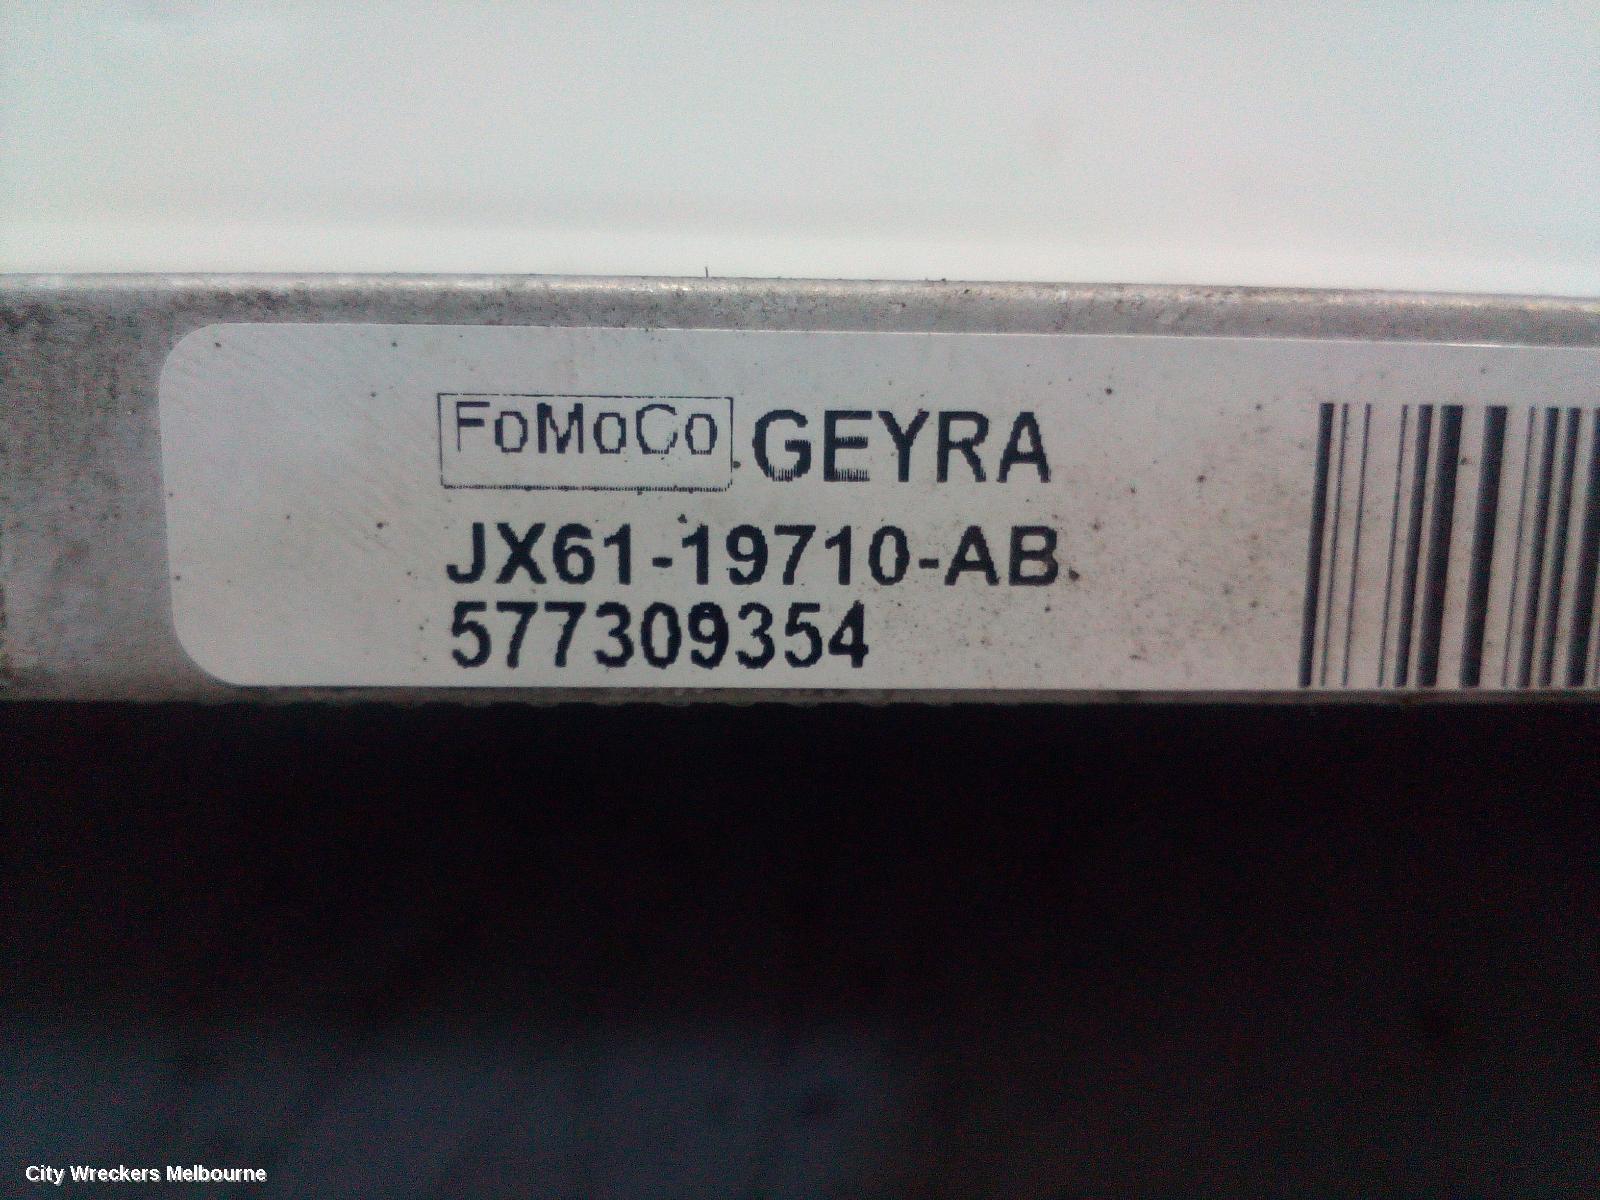 FoMoCo GEYRA
JX61-19710-AB
577309354
City Wreckers Melbourne